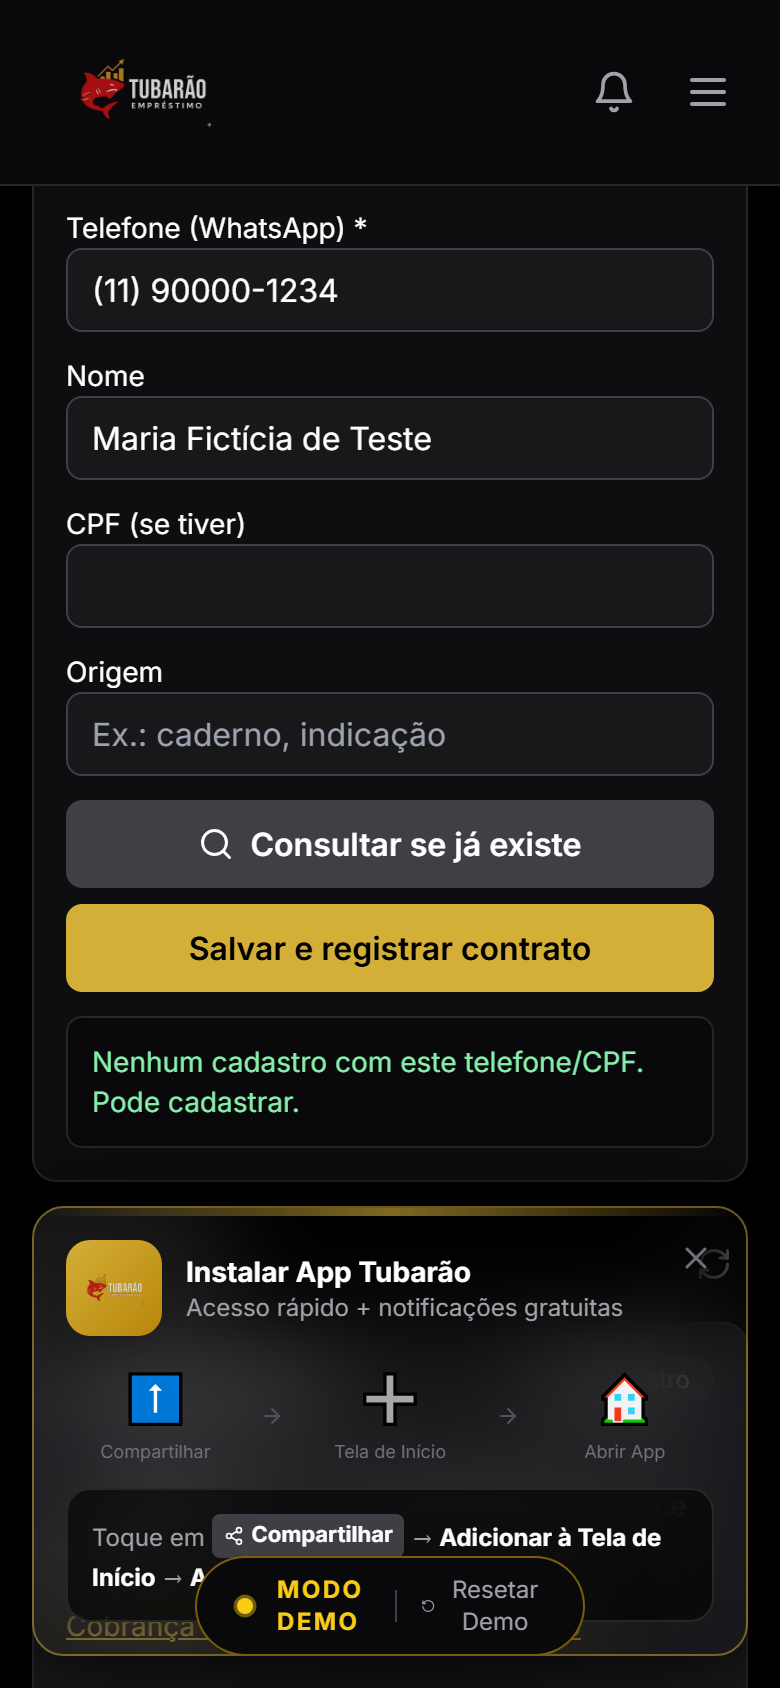 TUBARÃO
EMPRÉSTIMO
Telefone (WhatsApp) *
(11) 90000-1234
Nome
Maria Fictícia de Teste
CPF (se tiver)
Origem
Ex.: caderno, indicação
Consultar se já existe
Salvar e registrar contrato
Nenhum cadastro com este telefone/CPF.
Pode cadastrar.
TUBARÃO
Instalar App Tubarão
Acesso rápido + notificações gratuitas
Compartilhar → Tela de Início → Abrir App
Toque em Compartilhar → Adicionar à Tela de
Início →
MODO
DEMO
Resetar
Demo
Cobrança